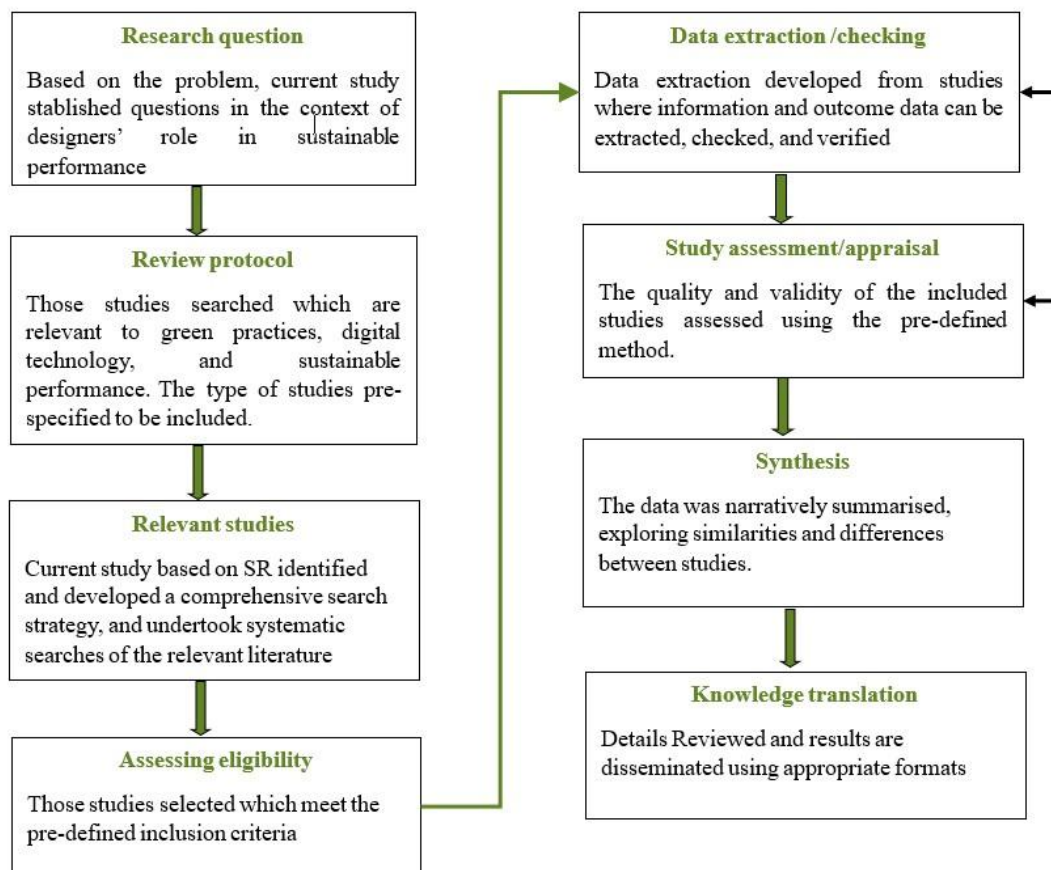 Research question
Based on the problem, current study
stablished questions in the context of
designers' role in sustainable
performance
Review protocol
Those studies searched which are
relevant to green practices, digital
technology, and sustainable
performance. The type of studies pre-
specified to be included.
Relevant studies
Current study based on SR identified
and developed a comprehensive search
strategy, and undertook systematic
searches of the relevant literature
Assessing eligibility
Those studies selected which meet the
pre-defined inclusion criteria
Data extraction /checking
Data extraction developed from studies
where information and outcome data can be
extracted, checked, and verified
Study assessment/appraisal
The quality and validity of the included
studies assessed using the pre-defined
method.
Synthesis
The data was narratively summarised,
exploring similarities and differences
between studies.
Knowledge translation
Details Reviewed and results are
disseminated using appropriate formats